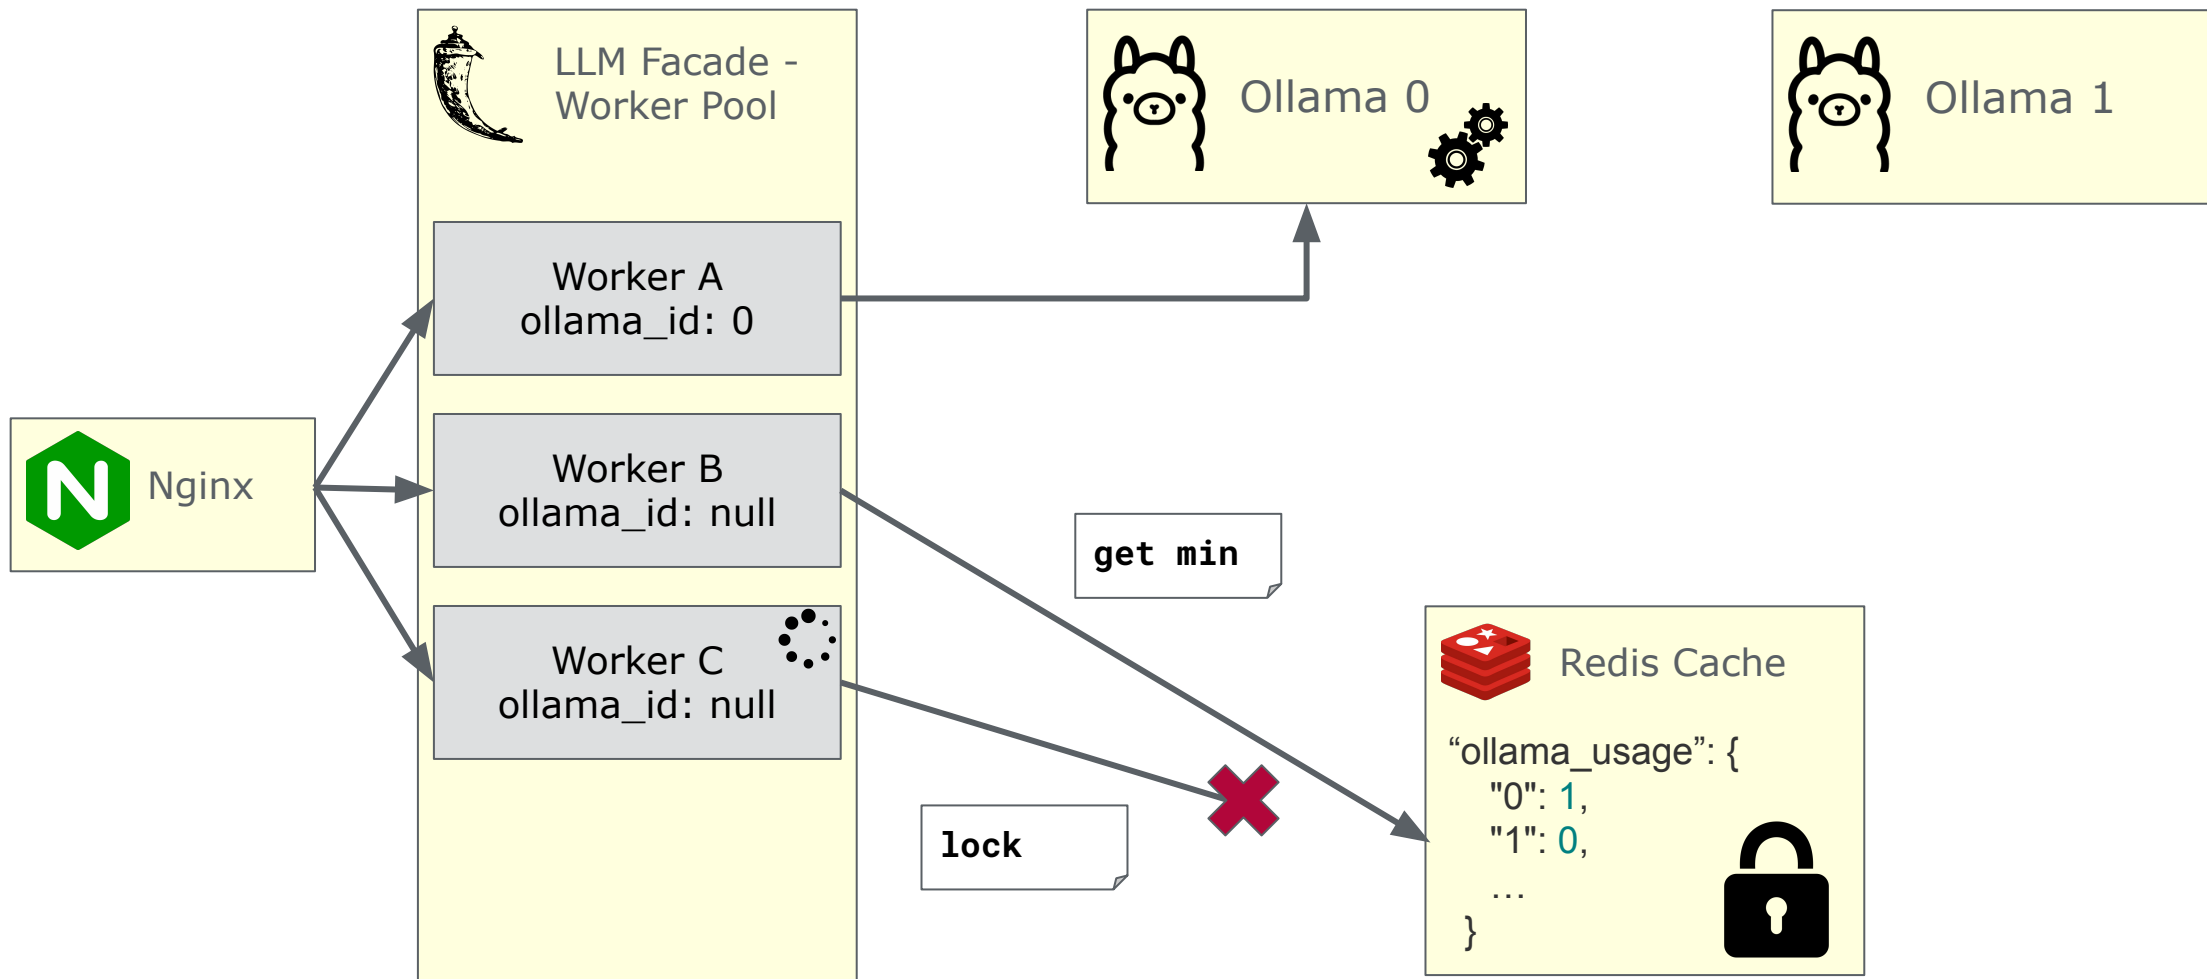 LLM Facade -
Worker Pool
Ollama 0
Ollama 1
Worker A
ollama_id: 0
Nginx
Worker B
ollama_id: null
get min
Worker C
ollama_id: null
lock
Redis Cache
“ollama_usage”: {
"0": 1,
"1": 0,
…
}